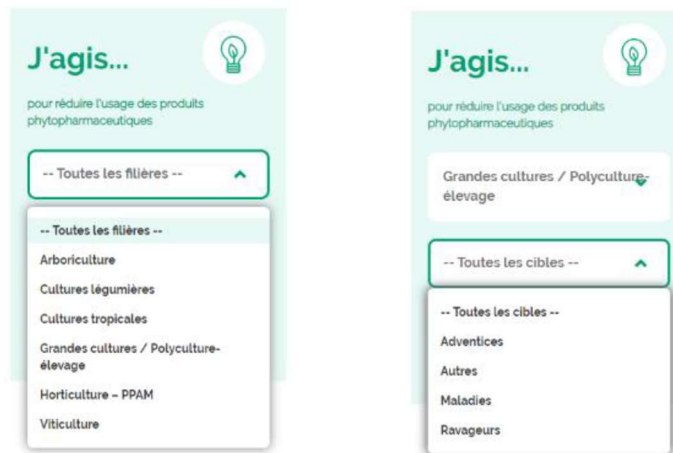 J'agis...
pour réduire l'usage des produits
phytopharmaceutiques
-- Toutes les filières --
-- Toutes les filières --
Arboriculture
Cultures légumières
Cultures tropicales
Grandes cultures / Polyculture-
élevage
Horticulture – PPAM
Viticulture
J'agis...
pour réduire l'usage des produits
phytopharmaceutiques
Grandes cultures / Polyculture-
élevage
-- Toutes les cibles --
-- Toutes les cibles --
Adventices
Autres
Maladies
Ravageurs